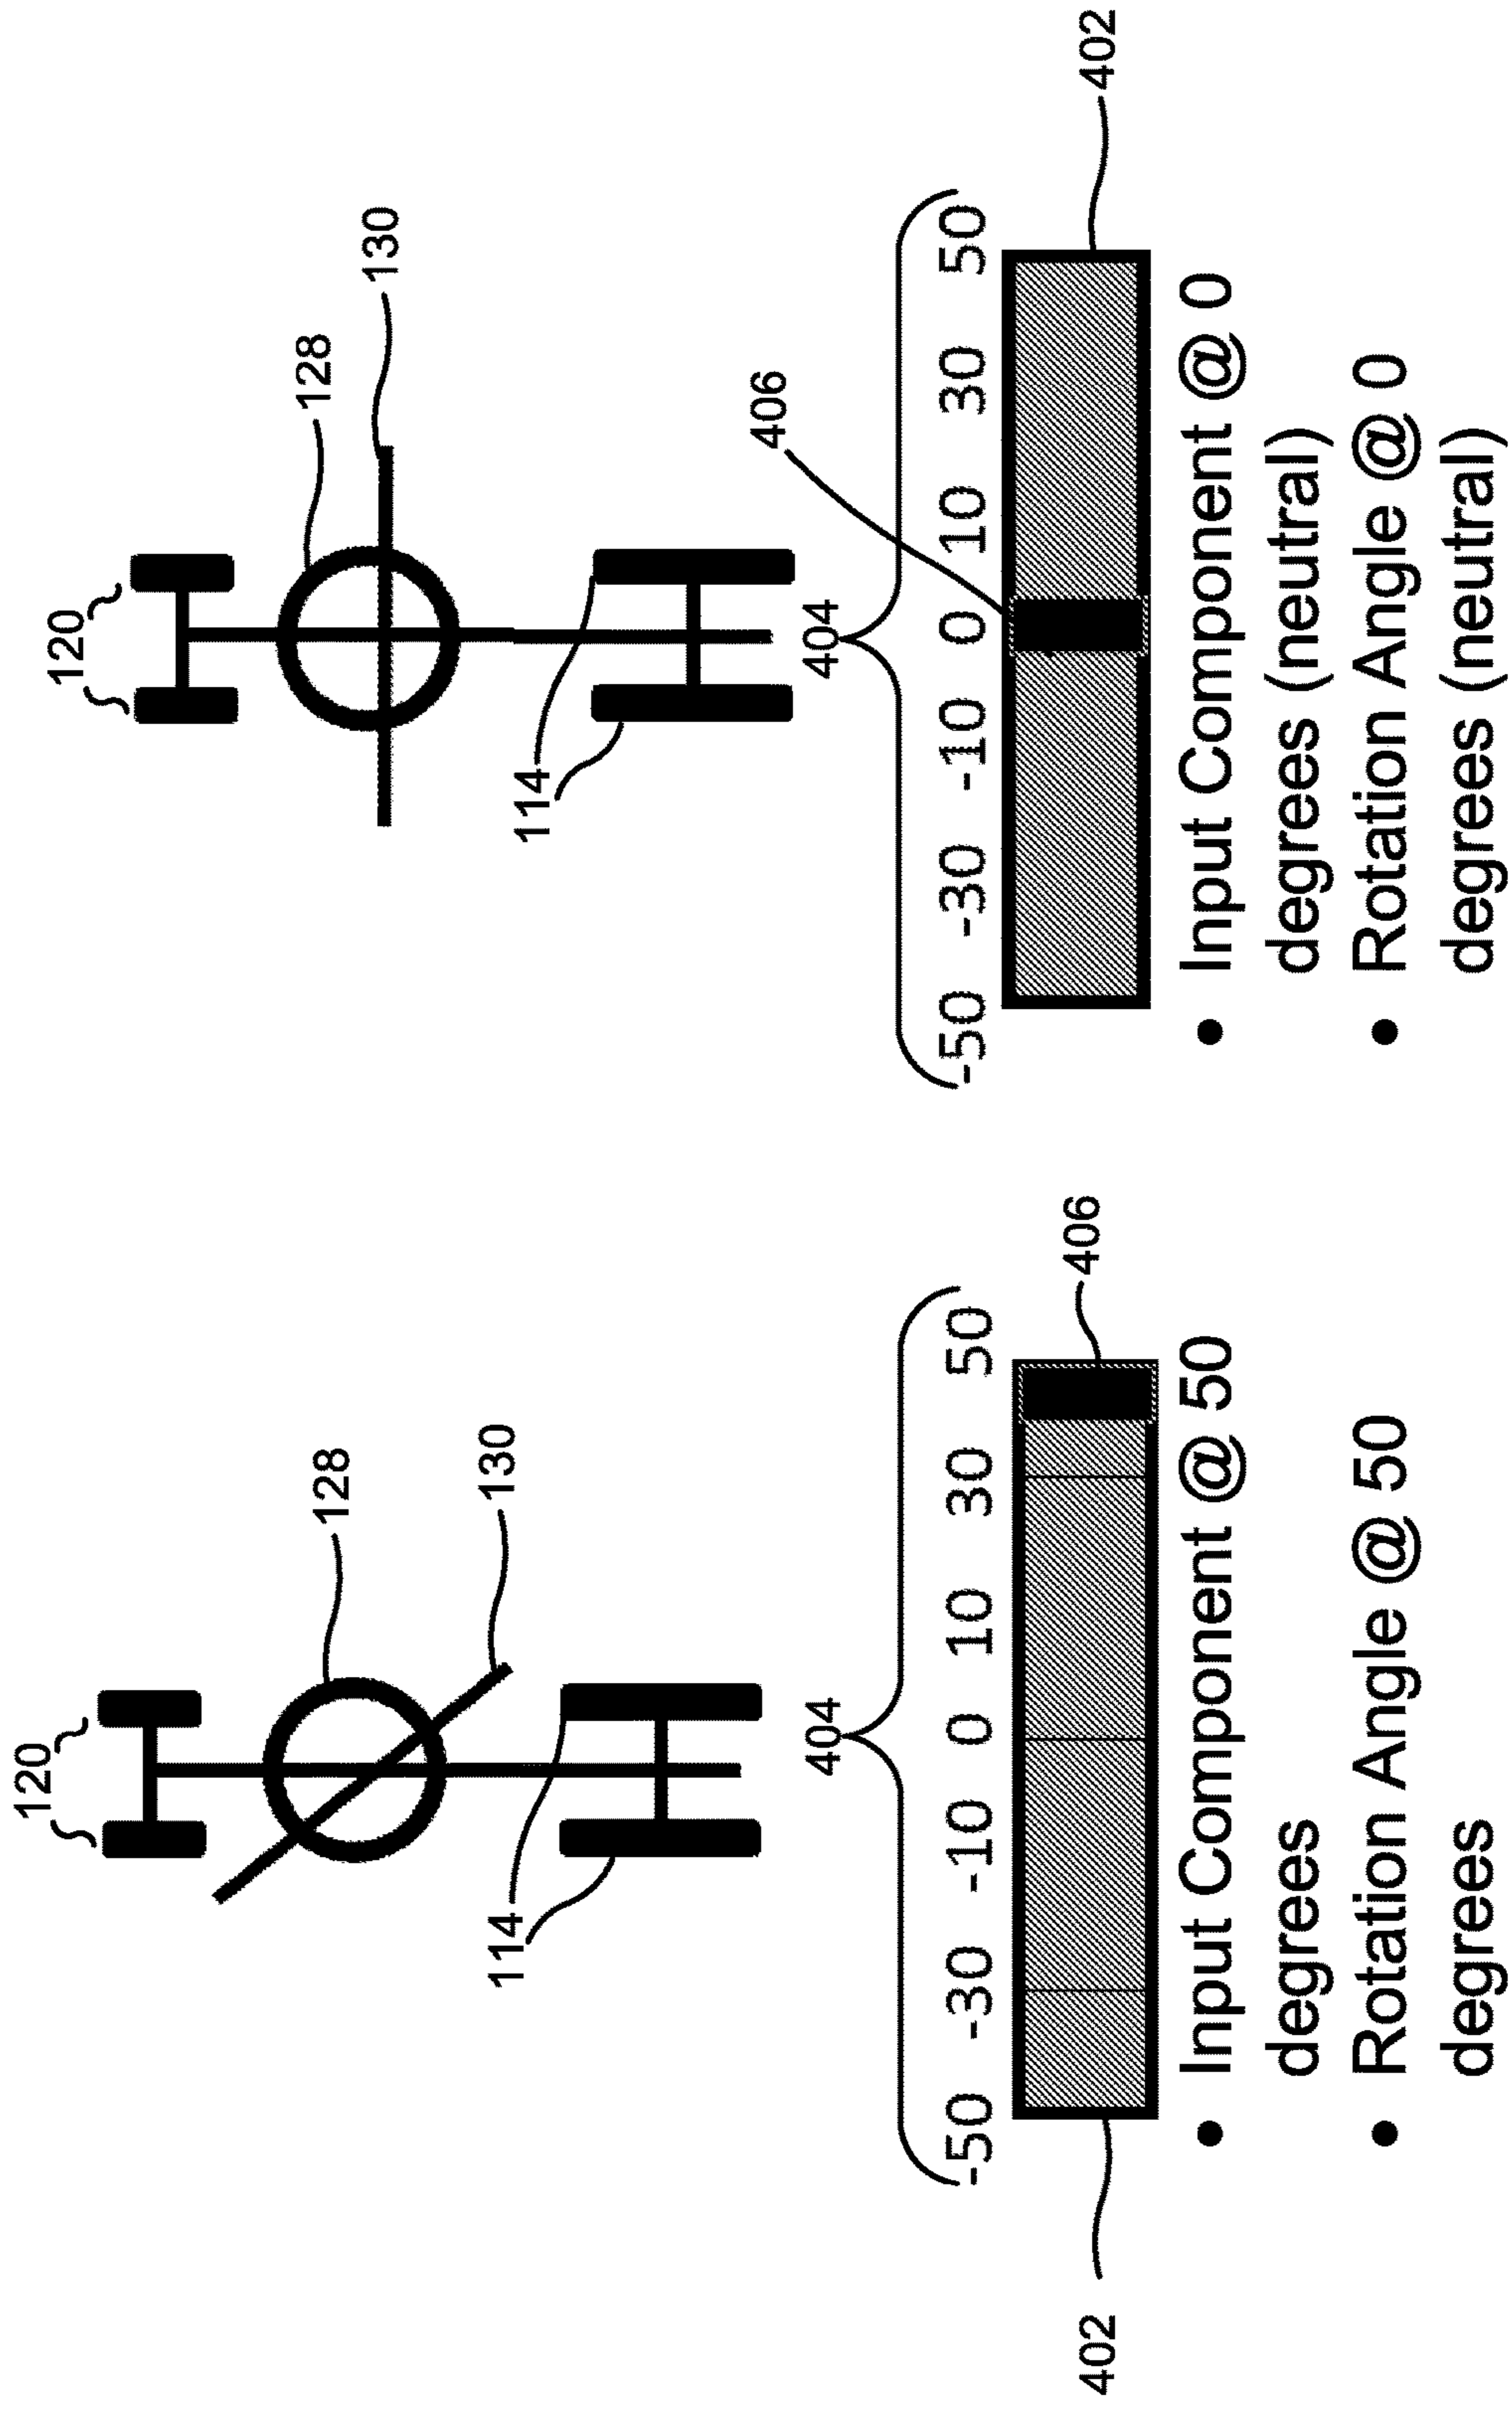 120
128
130
114
404
-50 -30 -10 0 10 30 50
402
406
• Input Component @ 50
degrees
• Rotation Angle @ 50
degrees
120
128
130
114
406
404
-50 -30 -10 0 10 30 50
402
• Input Component @ 0
degrees (neutral)
• Rotation Angle @ 0
degrees (neutral)